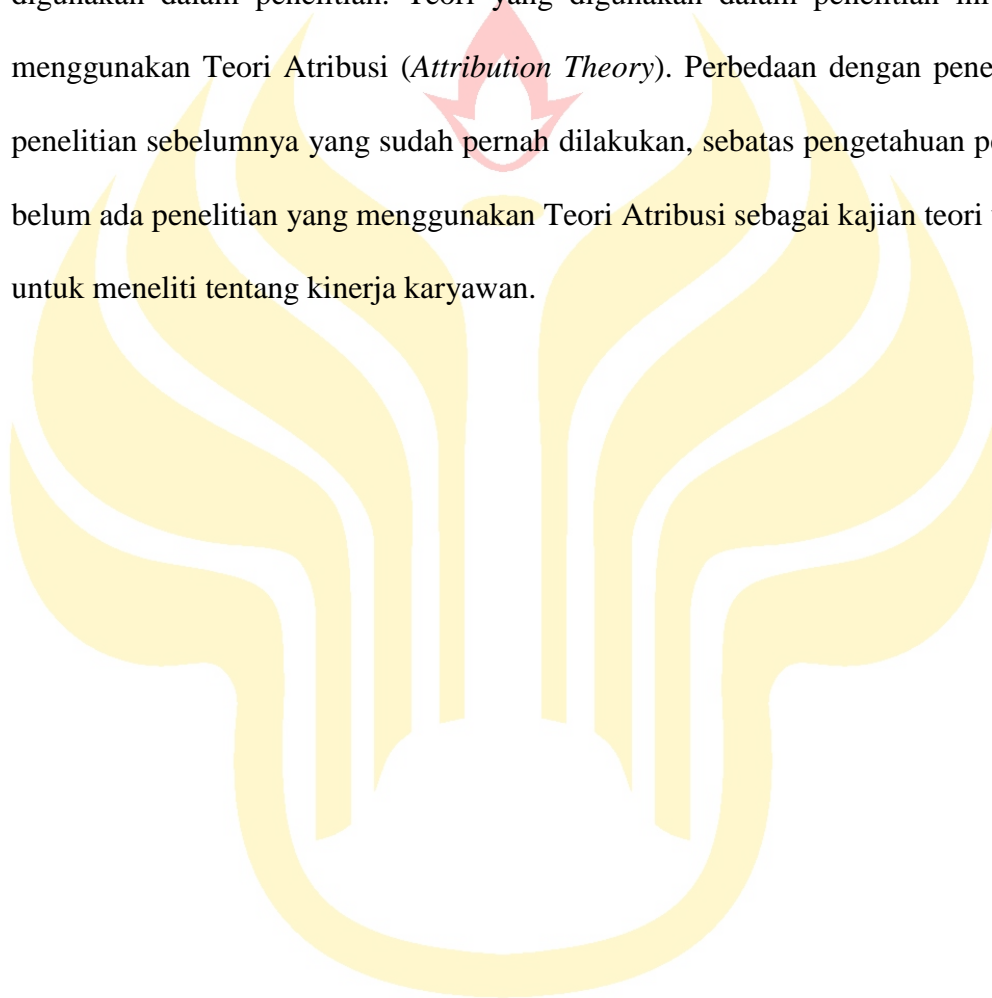 digunakan dalam penelitian. Teori yang digunakan dalam penelitian
menggunakan Teori Atribusi (Attribution Theory). Perbedaan dengan
penelitian sebelumnya yang sudah pernah dilakukan, sebatas pengetahuan
belum ada penelitian yang menggunakan Teori Atribusi sebagai kajian teori
untuk meneliti tentang kinerja karyawan.